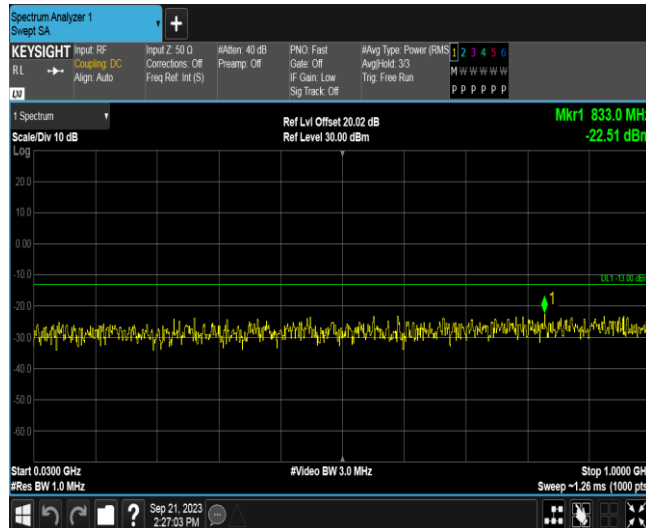 Spectrum Analyzer 1
Swept SA
+
KEYSIGHT Input: RF Input Z: 50 Ω #Atten: 40 dB PNO: Fast #Avg Type: Power (RMS 1 2 3 4 5 6
RL Coupling: DC Corrections: Off Preamp: Off Gate: Off Avg|Hold: 3/3 M W W W W W
Align: Auto Freq Ref: Int (S) IF Gain: Low Trig: Free Run
LXI Sig Track: Off P P P P P P
1 Spectrum Ref Lvl Offset 20.02 dB Mkr1 833.0 MHz
Scale/Div 10 dB Ref Level 30.00 dBm -22.51 dBm
Log
20.0
10.0
0.00
-10.0
DL1 -13.00 dB
1
-20.0
-30.0
-40.0
-50.0
-60.0
Start 0.0300 GHz #Video BW 3.0 MHz Stop 1.0000 GHz
#Res BW 1.0 MHz Sweep ~1.26 ms (1000 pts
? Sep 21, 2023
2:27:03 PM